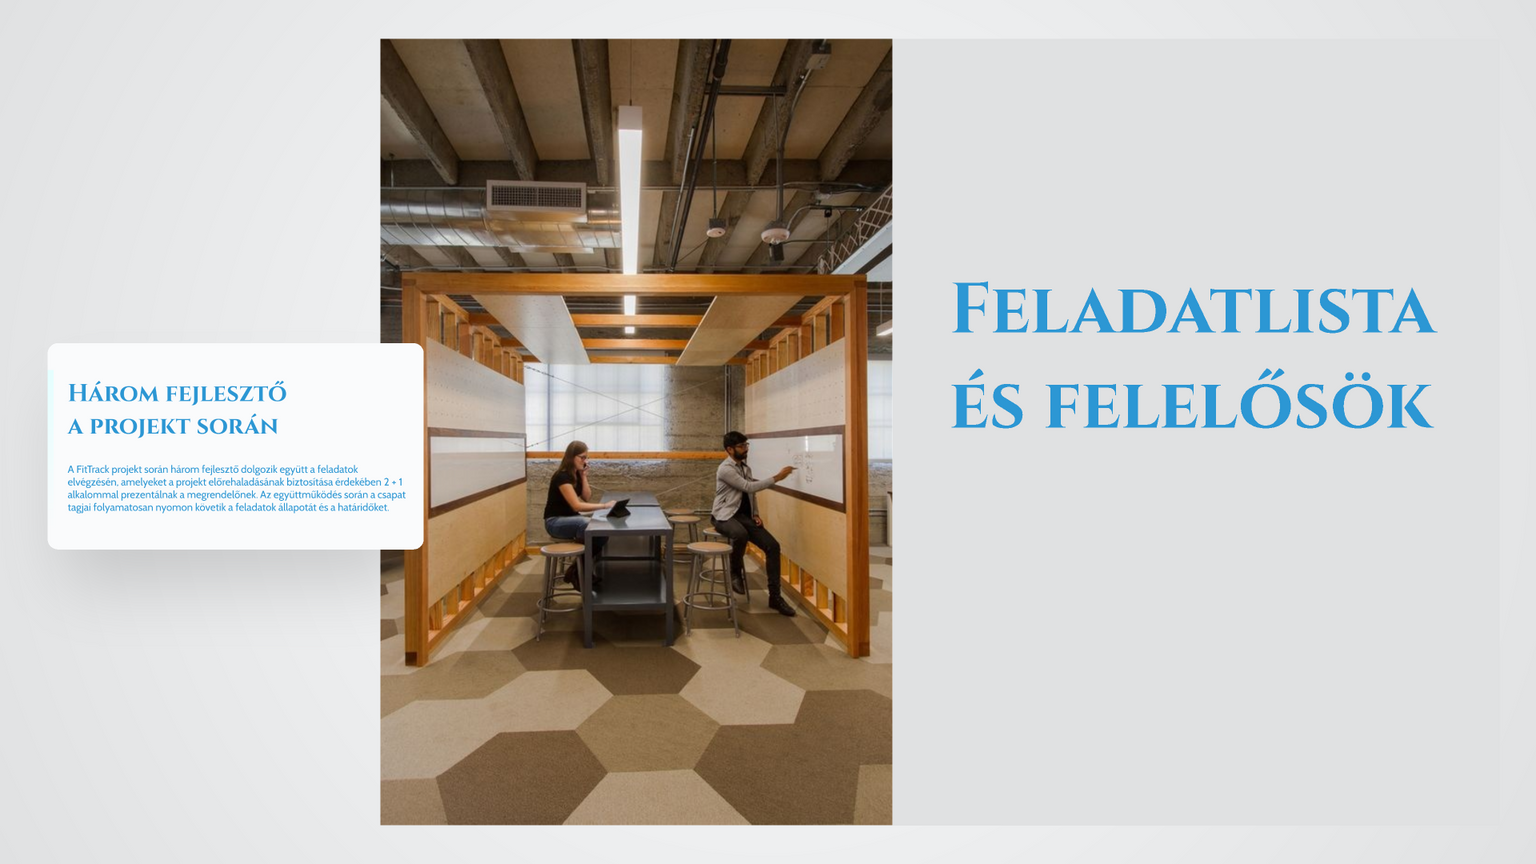 Feladatlista
és felelősök
Három fejlesztő
a projekt során
A FitTrack projekt során három fejlesztő dolgozik együtt a feladatok
elvégzésén, amelyeket a projekt előrehaladásának biztosítása érdekében 2 + 1
alkalommal prezentálnak a megrendelőnek. Az együttműködés során a csapat
tagjai folyamatosan nyomon követik a feladatok állapotát és a határidőket.